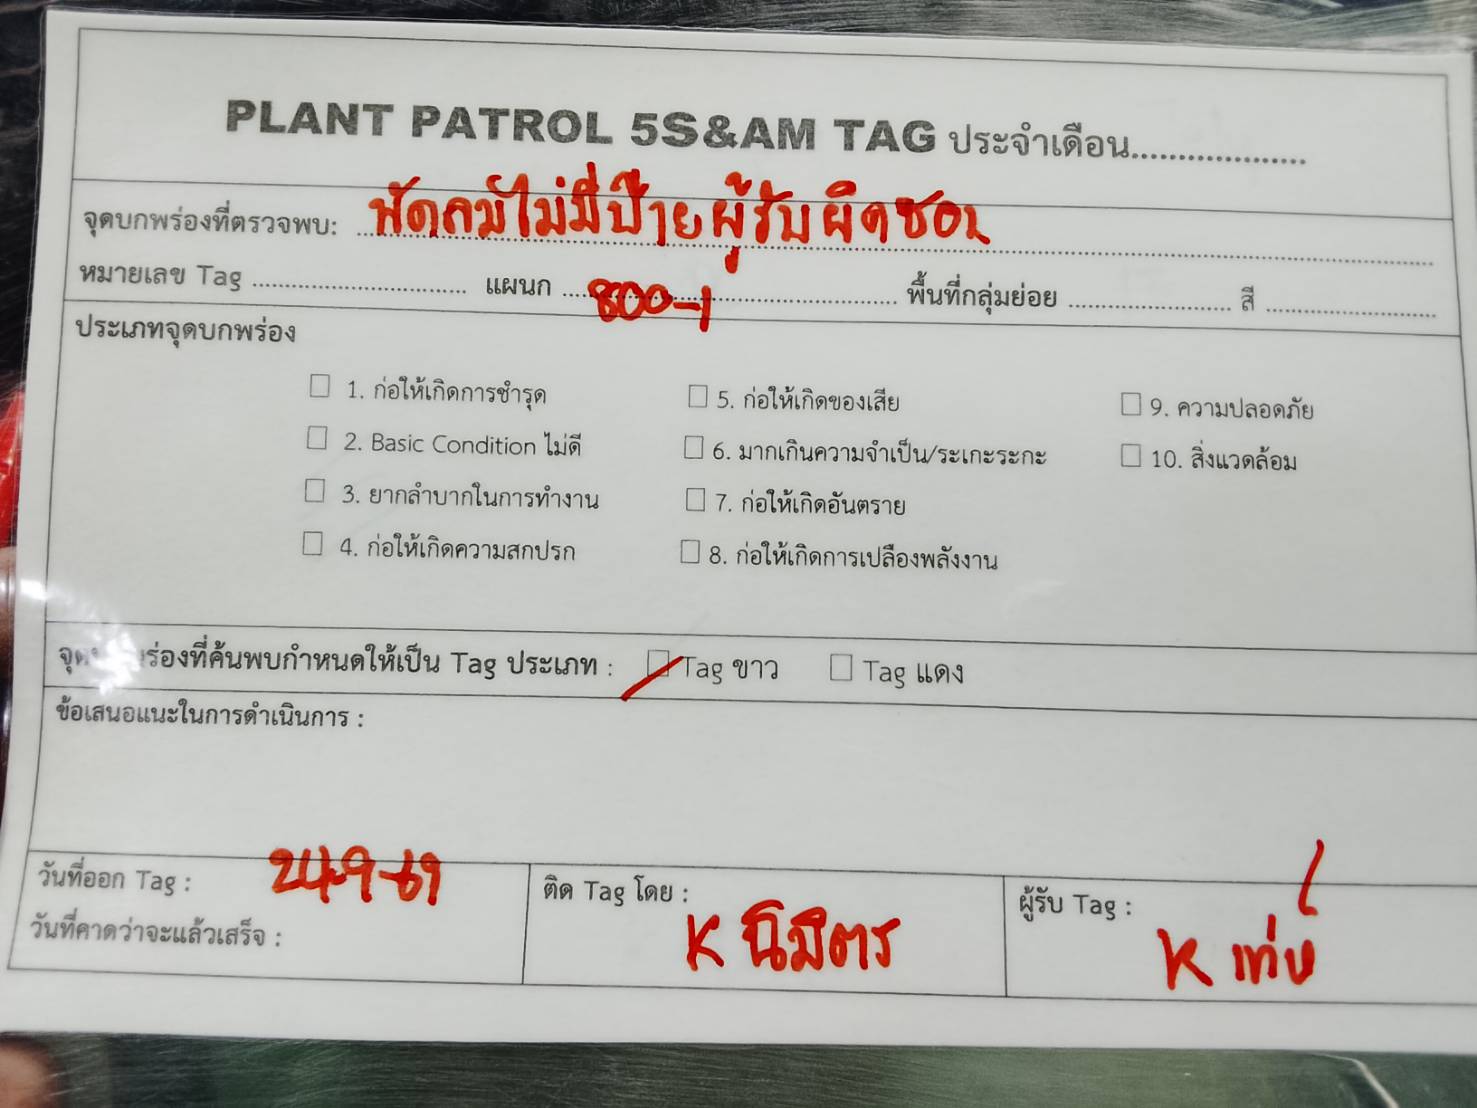 PLANT PATROL 5S&AM TAG ประจำเดือน...................
จุดบกพร่องที่ตรวจพบ: พัดลมไม่มีป้ายผู้รับผิดชอบ
หมายเลข Tag .............................. แผนก 800-1 พื้นที่กลุ่มย่อย ....................... สี ........................
ประเภทจุดบกพร่อง
☐ 1. ก่อให้เกิดการชำรุด ☐ 5. ก่อให้เกิดของเสีย ☐ 9. ความปลอดภัย
☐ 2. Basic Condition ไม่ดี ☐ 6. มากเกินความจำเป็น/ระเกะระกะ ☐ 10. สิ่งแวดล้อม
☐ 3. ยากลำบากในการทำงาน ☐ 7. ก่อให้เกิดอันตราย
☐ 4. ก่อให้เกิดความสกปรก ☐ 8. ก่อให้เกิดการเปลืองพลังงาน
จุดบกพร่องที่ค้นพบกำหนดให้เป็น Tag ประเภท : ☑ Tag ขาว ☐ Tag แดง
ข้อเสนอแนะในการดำเนินการ :
วันที่ออก Tag : 24-9-69 ติด Tag โดย : K นิมิตร ผู้รับ Tag : K
วันที่คาดว่าจะแล้วเสร็จ :